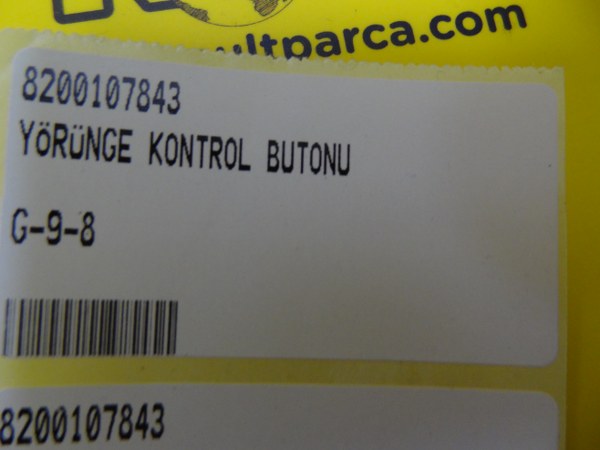 ltparca.com
8200107843
YÖRÜNGE KONTROL BUTONU
G-9-8
8200107843